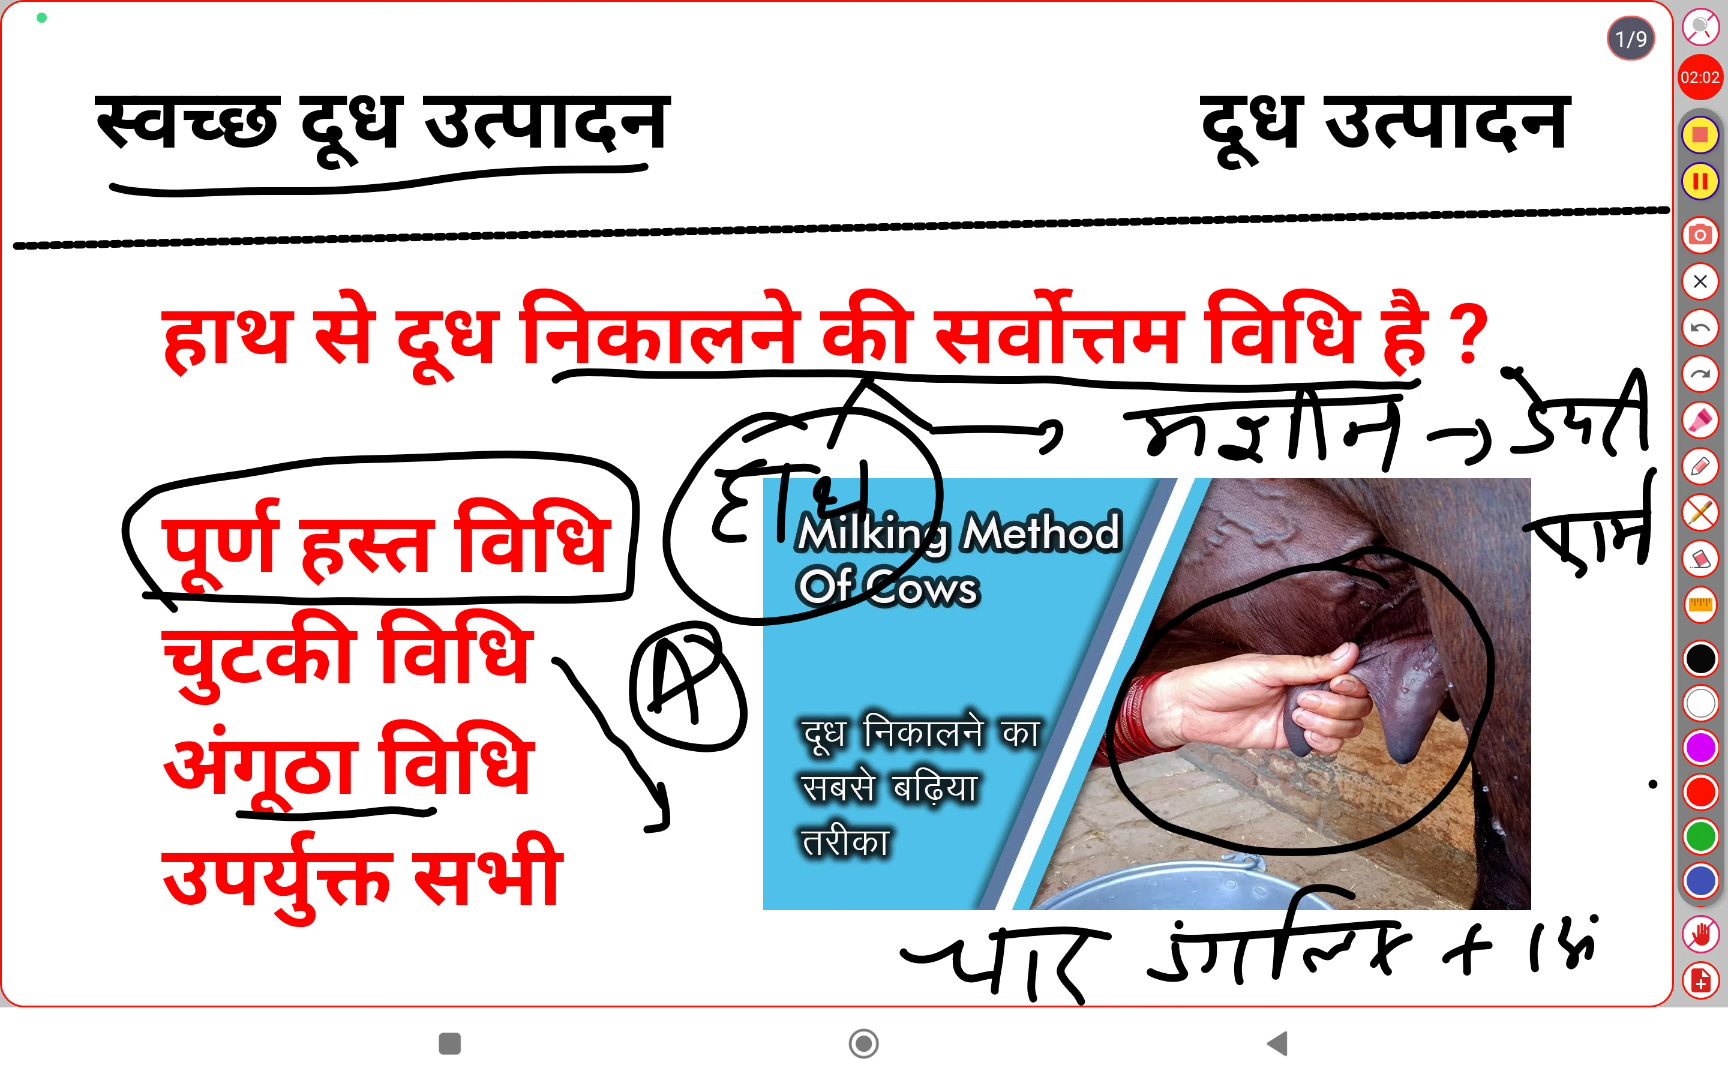 1/9
02:02
स्वच्छ दूध उत्पादन
दूध उत्पादन
हाथ से दूध निकालने की सर्वोत्तम विधि है ?
हाथ
मशीन → डेयरी
फार्म
पूर्ण हस्त विधि
चुटकी विधि
अंगूठा विधि
उपर्युक्त सभी
A
Milking Method
Of Cows
दूध निकालने का
सबसे बढ़िया
तरीका
चार + 1